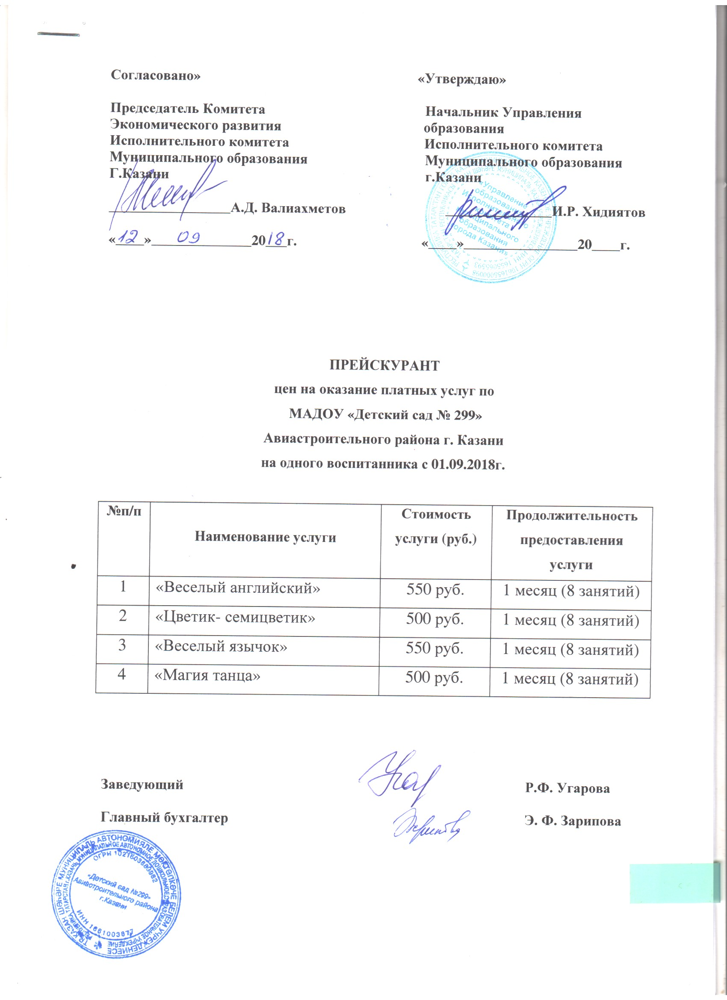 Согласовано»
Председатель Комитета
Экономического развития
Исполнительного комитета
Муниципального образования
Г.Казани
А.Д. Валиахметов
«12» 09 2018 г.
«Утверждаю»
Начальник Управления
образования
Исполнительного комитета
Муниципального образования
г.Казани
И.Р. Хидиятов
«____»________________20____г.
«Управление
образования
Исполнительного
комитета
муниципального
образования
города Казани»
ПРЕЙСКУРАНТ
цен на оказание платных услуг по
МАДОУ «Детский сад № 299»
Авиастроительного района г. Казани
на одного воспитанника с 01.09.2018г.
№п/п Наименование услуги Стоимость услуги (руб.) Продолжительность предоставления услуги
1 «Веселый английский» 550 руб. 1 месяц (8 занятий)
2 «Цветик- семицветик» 500 руб. 1 месяц (8 занятий)
3 «Веселый язычок» 550 руб. 1 месяц (8 занятий)
4 «Магия танца» 500 руб. 1 месяц (8 занятий)
Заведующий Р.Ф. Угарова
Главный бухгалтер Э. Ф. Зарипова
«Детский сад №299»
Авиастроительного района
г.Казани
ИНН 1661003877